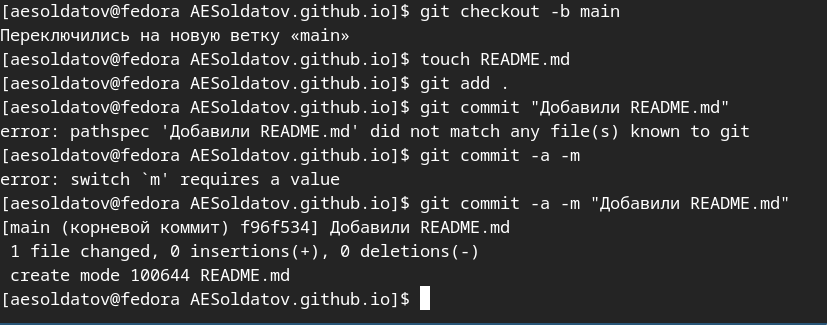 [aesoldatov@fedora AESoldatov.github.io]$ git checkout -b main
Переключились на новую ветку «main»
[aesoldatov@fedora AESoldatov.github.io]$ touch README.md
[aesoldatov@fedora AESoldatov.github.io]$ git add .
[aesoldatov@fedora AESoldatov.github.io]$ git commit "Добавили README.md"
error: pathspec 'Добавили README.md' did not match any file(s) known to git
[aesoldatov@fedora AESoldatov.github.io]$ git commit -a -m
error: switch `m' requires a value
[aesoldatov@fedora AESoldatov.github.io]$ git commit -a -m "Добавили README.md"
[main (корневой коммит) f96f534] Добавили README.md
 1 file changed, 0 insertions(+), 0 deletions(-)
 create mode 100644 README.md
[aesoldatov@fedora AESoldatov.github.io]$